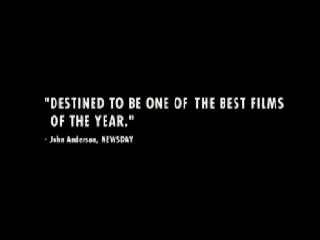 "DESTINED TO BE ONE OF THE BEST FILMS
OF THE YEAR."
- John Anderson, NEWSDAY